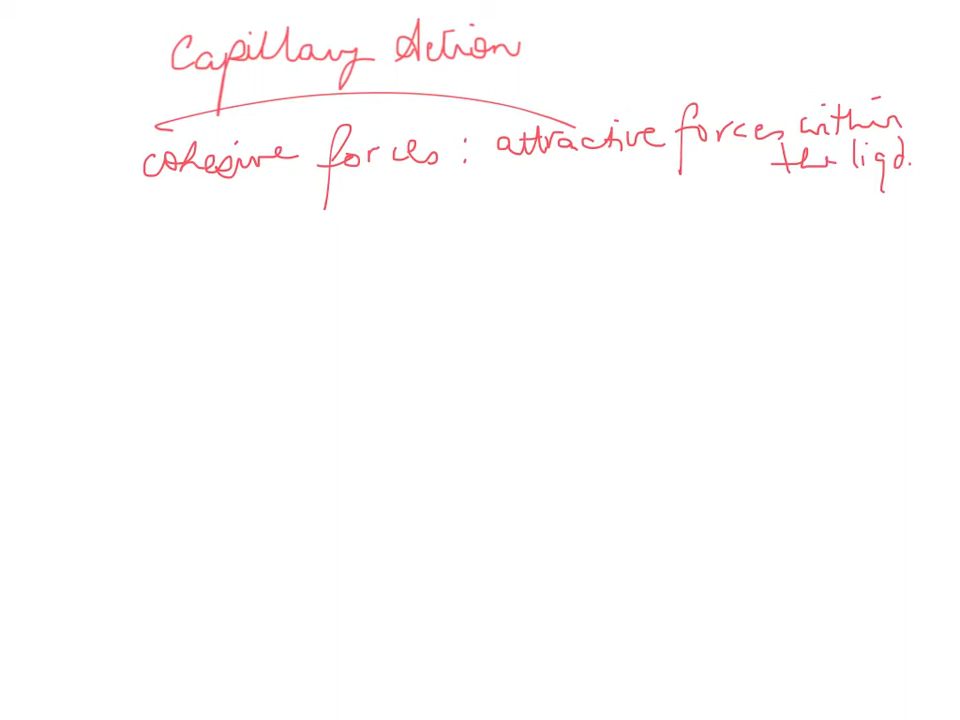 Capillary Action
cohesive forces : attractive forces within
the liqd.